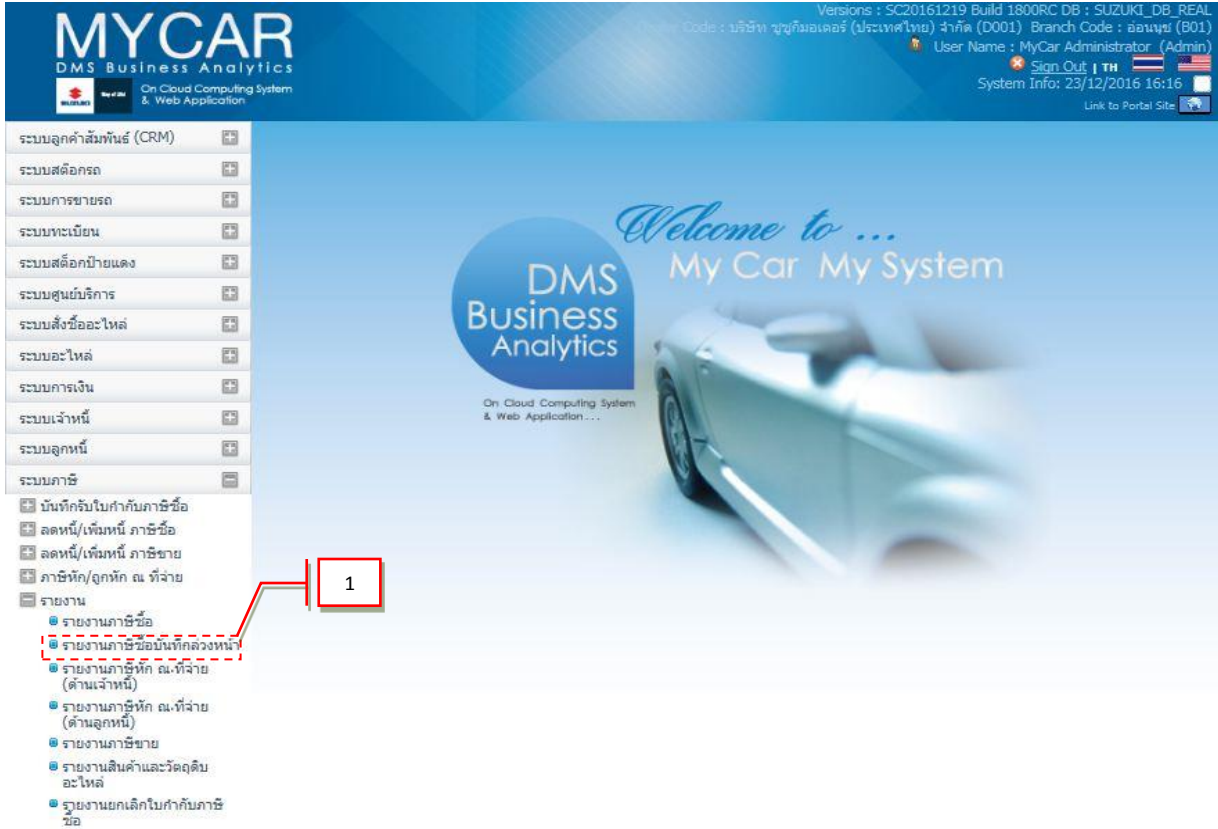 MYCAR
DMS Business Analytics
SUZUKI Way of Life! On Cloud Computing System
& Web Application
Versions : SC20161219 Build 1800RC DB : SUZUKI_DB_REAL
Code : บริษัท ซูซูกิมอเตอร์ (ประเทศไทย) จำกัด (D001) Branch Code : อ่อนนุช (B01)
User Name : MyCar Administrator (Admin)
Sign Out | TH
System Info: 23/12/2016 16:16
Link to Portal Site
ระบบลูกค้าสัมพันธ์ (CRM)
ระบบสต๊อกรถ
ระบบการขายรถ
ระบบทะเบียน
ระบบสต็อกป้ายแดง
ระบบศูนย์บริการ
ระบบสั่งซื้ออะไหล่
ระบบอะไหล่
ระบบการเงิน
ระบบเจ้าหนี้
ระบบลูกหนี้
ระบบภาษี
บันทึกรับใบกำกับภาษีซื้อ
ลดหนี้/เพิ่มหนี้ ภาษีซื้อ
ลดหนี้/เพิ่มหนี้ ภาษีขาย
ภาษีหัก/ถูกหัก ณ ที่จ่าย
รายงาน
รายงานภาษีซื้อ
รายงานภาษีซื้อบันทึกล่วงหน้า
รายงานภาษีหัก ณ.ที่จ่าย
(ด้านเจ้าหนี้)
รายงานภาษีหัก ณ.ที่จ่าย
(ด้านลูกหนี้)
รายงานภาษีขาย
รายงานสินค้าและวัตถุดิบ
อะไหล่
รายงานยกเลิกใบกำกับภาษี
ซื้อ
1
Welcome to ...
My Car My System
DMS
Business
Analytics
On Cloud Computing System
& Web Application...